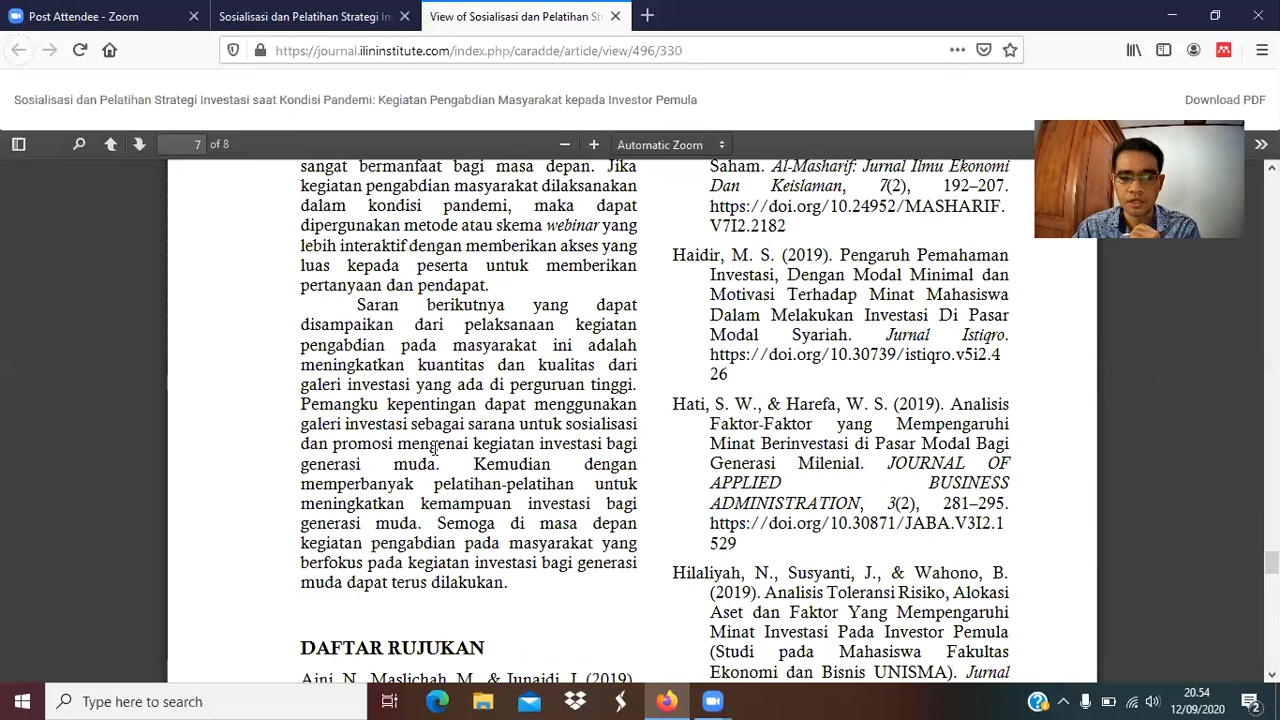 Post Attendee - Zoom
Sosialisasi dan Pelatihan Strategi In
View of Sosialisasi dan Pelatihan St
https://journal.ilininstitute.com/index.php/caradde/article/view/496/330
Sosialisasi dan Pelatihan Strategi Investasi saat Kondisi Pandemi: Kegiatan Pengabdian Masyarakat kepada Investor Pemula
Download PDF
7 of 8
Automatic Zoom
sangat bermanfaat bagi masa depan. Jika
kegiatan pengabdian masyarakat dilaksanakan
dalam kondisi pandemi, maka dapat
dipergunakan metode atau skema webinar yang
lebih interaktif dengan memberikan akses yang
luas kepada peserta untuk memberikan
pertanyaan dan pendapat.
Saran berikutnya yang dapat
disampaikan dari pelaksanaan kegiatan
pengabdian pada masyarakat ini adalah
meningkatkan kuantitas dan kualitas dari
galeri investasi yang ada di perguruan tinggi.
Pemangku kepentingan dapat menggunakan
galeri investasi sebagai sarana untuk sosialisasi
dan promosi mengenai kegiatan investasi bagi
generasi muda. Kemudian dengan
memperbanyak pelatihan-pelatihan untuk
meningkatkan kemampuan investasi bagi
generasi muda. Semoga di masa depan
kegiatan pengabdian pada masyarakat yang
berfokus pada kegiatan investasi bagi generasi
muda dapat terus dilakukan.
DAFTAR RUJUKAN
Aini, N., Maslichah, M., & Junaidi, J. (2019).
Saham. Al-Masharif: Jurnal Ilmu Ekonomi
Dan Keislaman, 7(2), 192–207.
https://doi.org/10.24952/MASHARIF.
V7I2.2182
Haidir, M. S. (2019). Pengaruh Pemahaman
Investasi, Dengan Modal Minimal dan
Motivasi Terhadap Minat Mahasiswa
Dalam Melakukan Investasi Di Pasar
Modal Syariah. Jurnal Istiqro.
https://doi.org/10.30739/istiqro.v5i2.4
26
Hati, S. W., & Harefa, W. S. (2019). Analisis
Faktor-Faktor yang Mempengaruhi
Minat Berinvestasi di Pasar Modal Bagi
Generasi Milenial. JOURNAL OF
APPLIED BUSINESS
ADMINISTRATION, 3(2), 281–295.
https://doi.org/10.30871/JABA.V3I2.1
529
Hilaliyah, N., Susyanti, J., & Wahono, B.
(2019). Analisis Toleransi Risiko, Alokasi
Aset dan Faktor Yang Mempengaruhi
Minat Investasi Pada Investor Pemula
(Studi pada Mahasiswa Fakultas
Ekonomi dan Bisnis UNISMA). Jurnal
Type here to search
20.54
12/09/2020
2